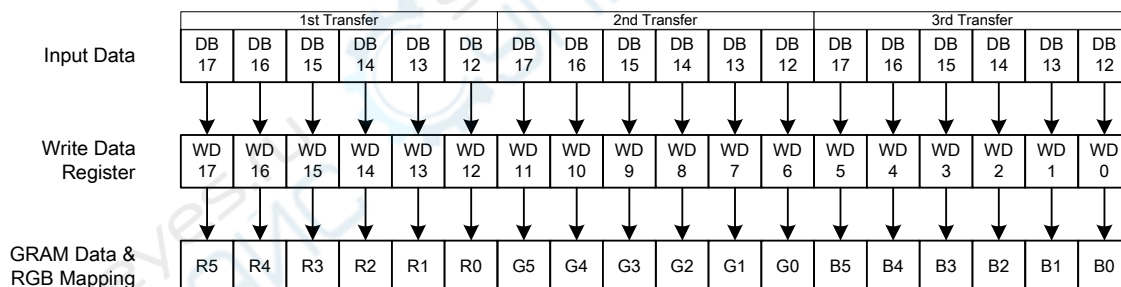 1st Transfer 2nd Transfer 3rd Transfer
Input Data DB 17 DB 16 DB 15 DB 14 DB 13 DB 12 DB 17 DB 16 DB 15 DB 14 DB 13 DB 12 DB 17 DB 16 DB 15 DB 14 DB 13 DB 12
Write Data Register WD 17 WD 16 WD 15 WD 14 WD 13 WD 12 WD 11 WD 10 WD 9 WD 8 WD 7 WD 6 WD 5 WD 4 WD 3 WD 2 WD 1 WD 0
GRAM Data & RGB Mapping R5 R4 R3 R2 R1 R0 G5 G4 G3 G2 G1 G0 B5 B4 B3 B2 B1 B0